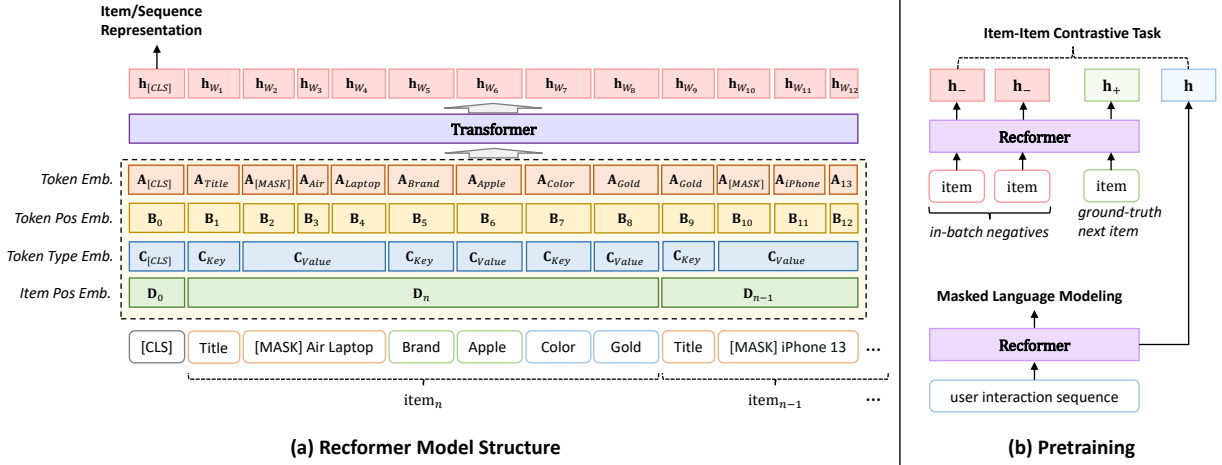 Item/Sequence
Representation
h[CLS] hW1 hW2 hW3 hW4 hW5 hW6 hW7 hW8 hW9 hW10 hW11 hW12
Transformer
Token Emb. A[CLS] ATitle A[MASK] AAir ALaptop ABrand AApple AColor AGold AGold A[MASK] AiPhone A13
Token Pos Emb. B0 B1 B2 B3 B4 B5 B6 B7 B8 B9 B10 B11 B12
Token Type Emb. C[CLS] CKey CValue CKey CValue CKey CValue CKey CValue
Item Pos Emb. D0 Dn Dn−1
[CLS] Title [MASK] Air Laptop Brand Apple Color Gold Title [MASK] iPhone 13 ...
itemn itemn−1 ...
(a) Recformer Model Structure
Item-Item Contrastive Task
h− h− h+ h
Recformer
item item item
in-batch negatives
ground-truth
next item
Masked Language Modeling
Recformer
user interaction sequence
(b) Pretraining